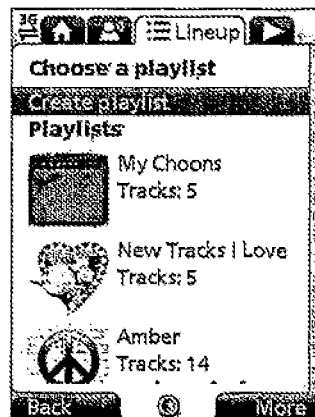 3G Lineup
Choose a playlist
Create playlist
Playlists
My Choons
Tracks: 5
New Tracks I Love
Tracks: 5
Amber
Tracks: 14
Back More